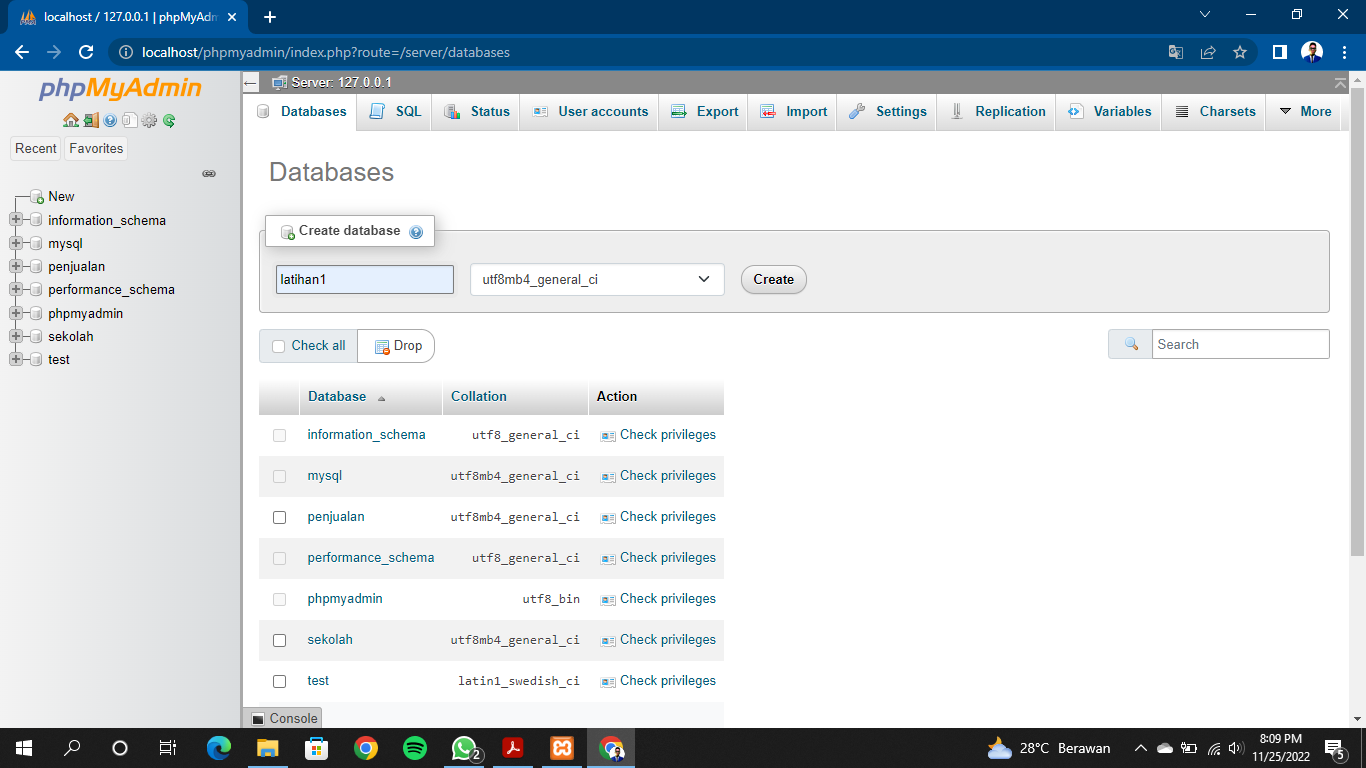 localhost / 127.0.0.1 | phpMyAdm
localhost/phpmyadmin/index.php?route=/server/databases
phpMyAdmin
Recent Favorites
New
information_schema
mysql
penjualan
performance_schema
phpmyadmin
sekolah
test
Server: 127.0.0.1
Databases SQL Status User accounts Export Import Settings Replication Variables Charsets More
Databases
Create database
latihan1 utf8mb4_general_ci Create
Check all Drop Search
Database Collation Action
information_schema utf8_general_ci Check privileges
mysql utf8mb4_general_ci Check privileges
penjualan utf8mb4_general_ci Check privileges
performance_schema utf8_general_ci Check privileges
phpmyadmin utf8_bin Check privileges
sekolah utf8mb4_general_ci Check privileges
test latin1_swedish_ci Check privileges
Console
2
28°C Berawan
8:09 PM
11/25/2022
5